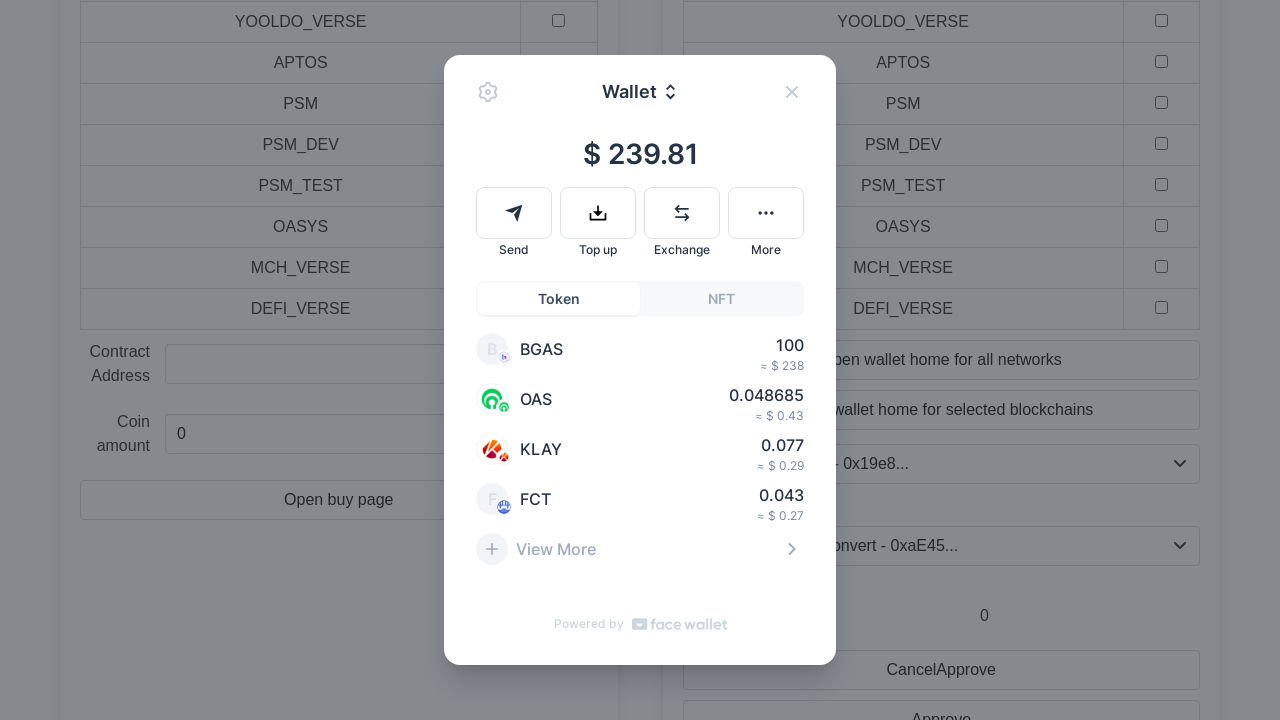 YOOLDO_VERSE
APTOS
PSM
PSM_DEV
PSM_TEST
OASYS
MCH_VERSE
DEFI_VERSE
Contract
Address
Coin
amount
0
Open buy page
Wallet
$ 239.81
Send
Top up
Exchange
More
Token
NFT
B BGAS 100
≈ $ 238
OAS 0.048685
≈ $ 0.43
KLAY 0.077
≈ $ 0.29
F FCT 0.043
≈ $ 0.27
View More
Powered by face wallet
YOOLDO_VERSE
APTOS
PSM
PSM_DEV
PSM_TEST
OASYS
MCH_VERSE
DEFI_VERSE
wallet home for all networks
wallet home for selected blockchains
- 0x19e8...
- 0xaE45...
0
CancelApprove
Approve